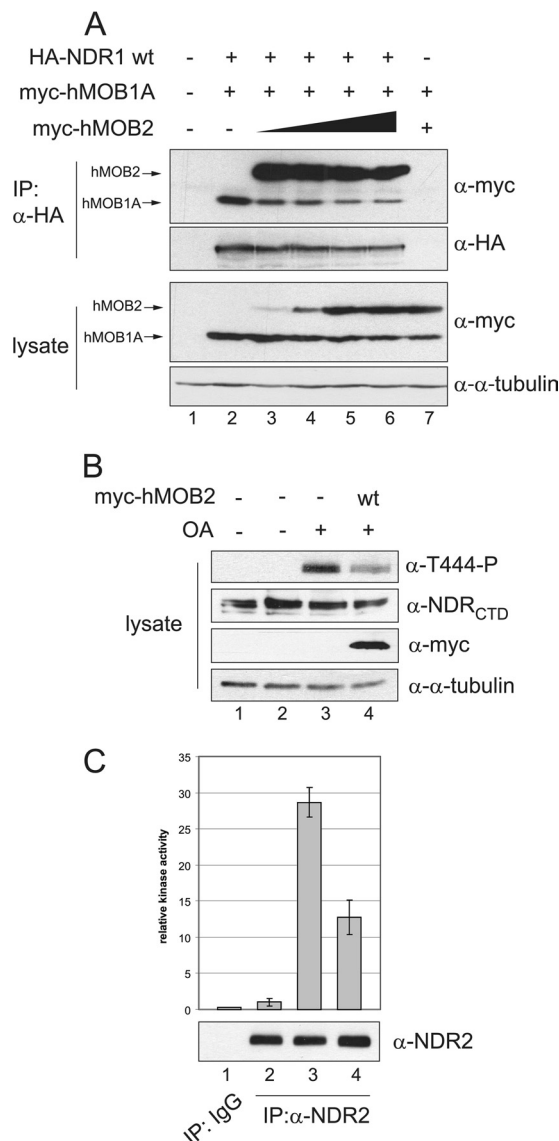 A
HA-NDR1 wt - + + + + + -
myc-hMOB1A - + + + + + +
myc-hMOB2 - - +
IP:
α-HA
hMOB2
hMOB1A
α-myc
α-HA
lysate
hMOB2
hMOB1A
α-myc
α-α-tubulin
1 2 3 4 5 6 7
B
myc-hMOB2 - - - wt
OA - - + +
lysate
α-T444-P
α-NDRCTD
α-myc
α-α-tubulin
1 2 3 4
C
relative kinase activity
35
30
25
20
15
10
5
0
α-NDR2
1 2 3 4
IP: IgG
IP:α-NDR2